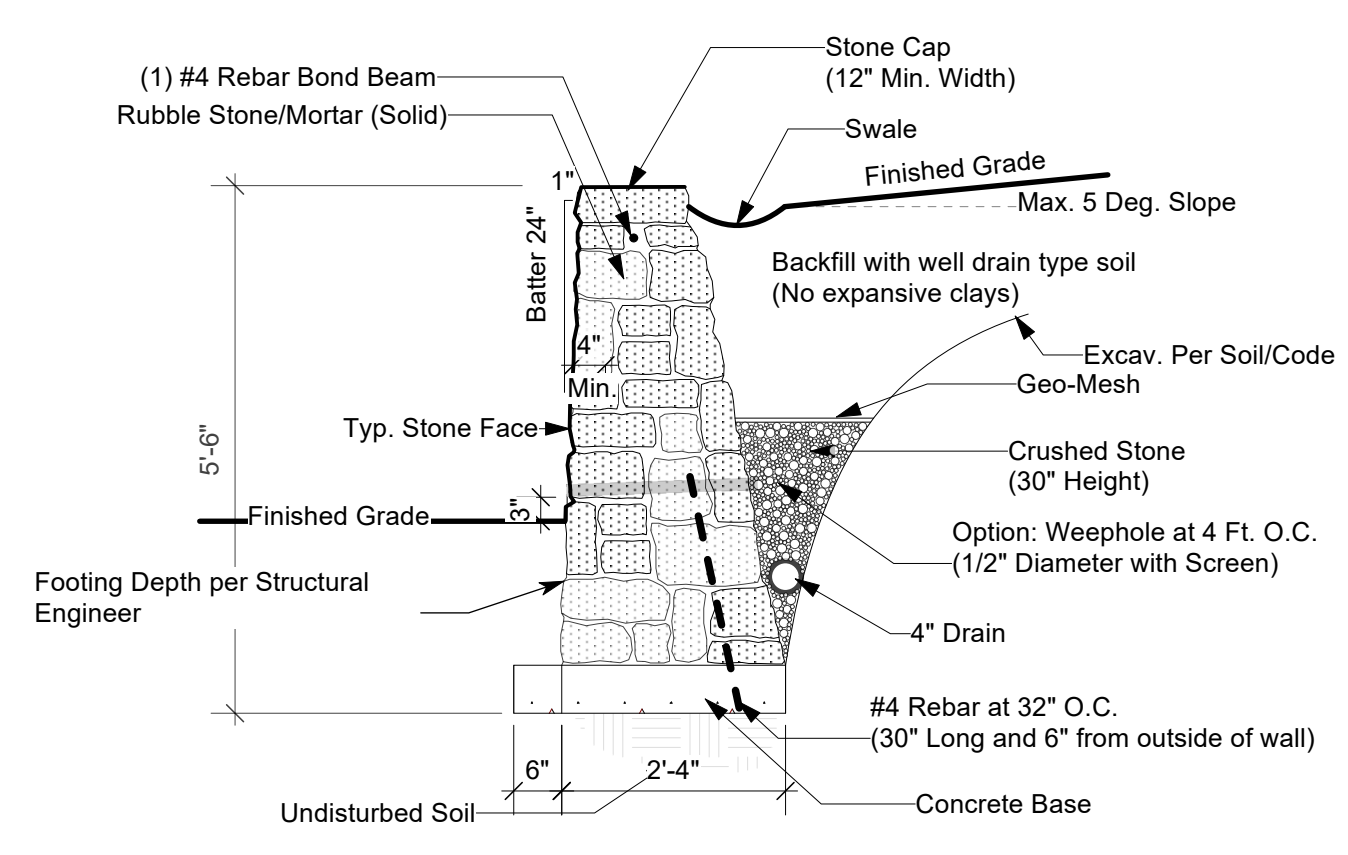 Stone Cap
(12" Min. Width)
(1) #4 Rebar Bond Beam
Rubble Stone/Mortar (Solid)
Swale
Finished Grade
1"
Max. 5 Deg. Slope
Batter 24"
Backfill with well drain type soil
(No expansive clays)
4"
Min.
Excav. Per Soil/Code
Geo-Mesh
Typ. Stone Face
5'-6"
Crushed Stone
(30" Height)
3"
Finished Grade
Option: Weephole at 4 Ft. O.C.
(1/2" Diameter with Screen)
Footing Depth per Structural
Engineer
4" Drain
#4 Rebar at 32" O.C.
(30" Long and 6" from outside of wall)
6"
2'-4"
Undisturbed Soil
Concrete Base